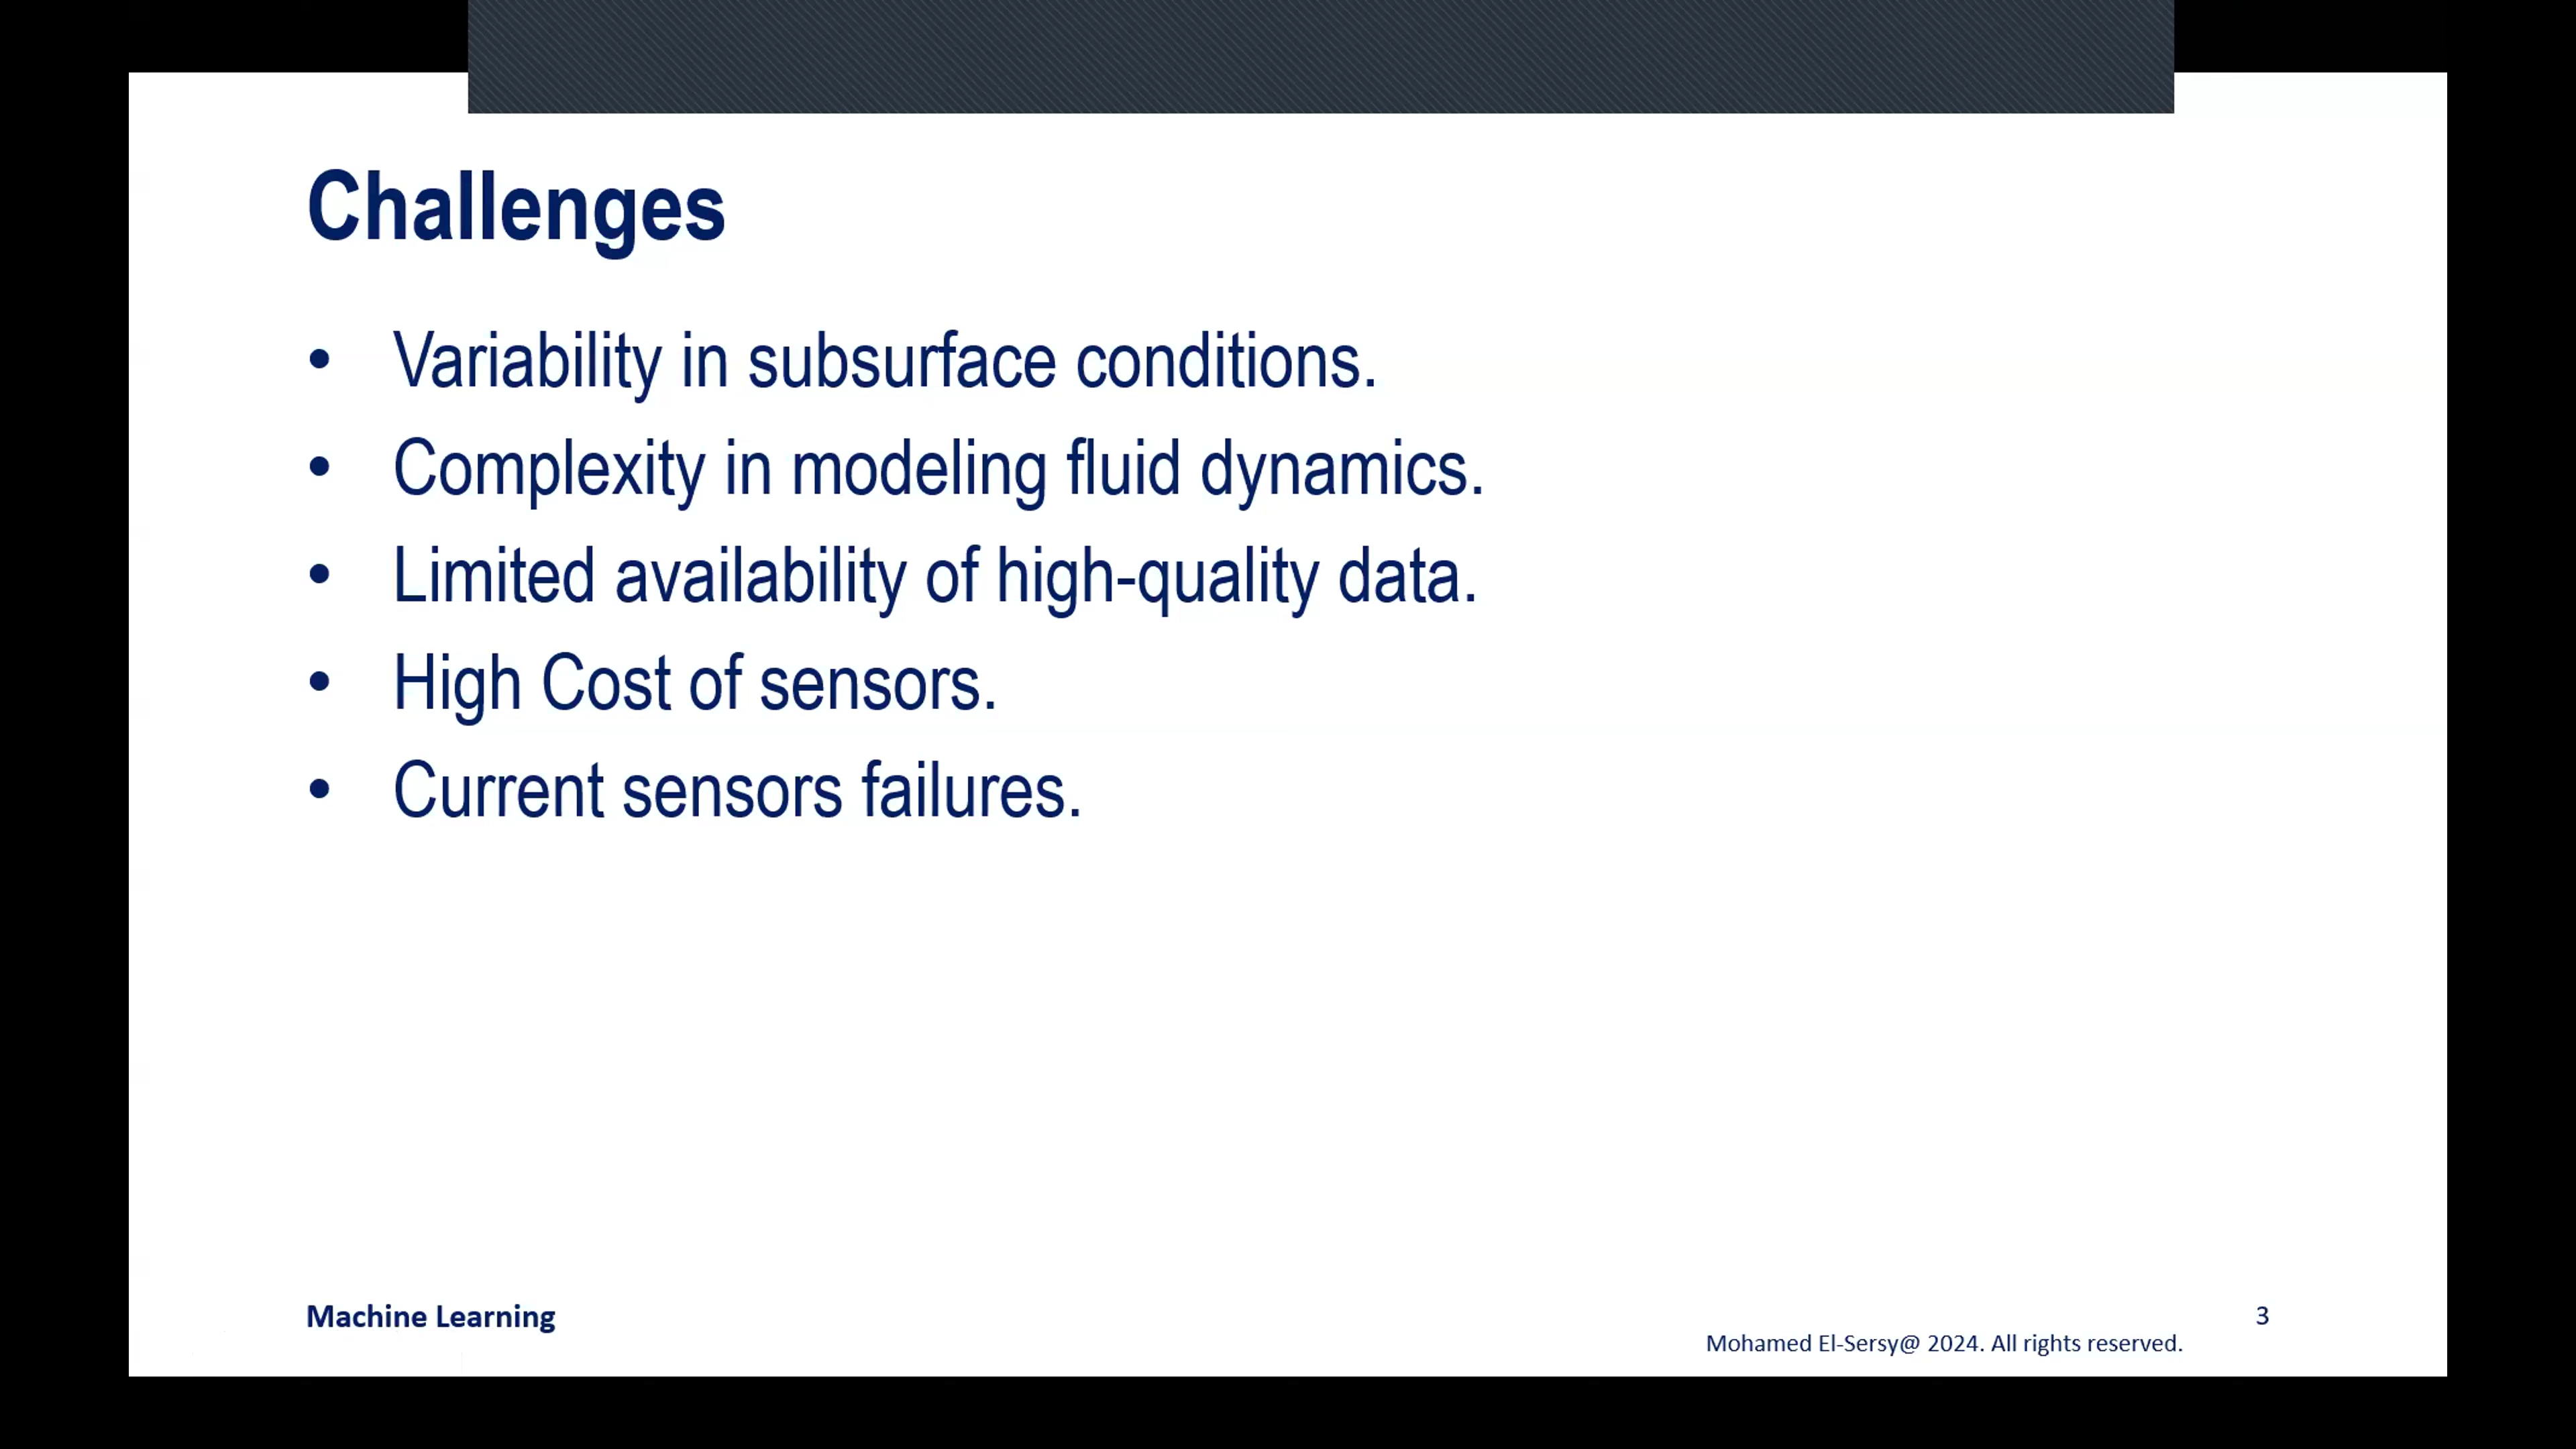 Challenges
• Variability in subsurface conditions.
• Complexity in modeling fluid dynamics.
• Limited availability of high-quality data.
• High Cost of sensors.
• Current sensors failures.
Machine Learning
3
Mohamed El-Sersy@ 2024. All rights reserved.